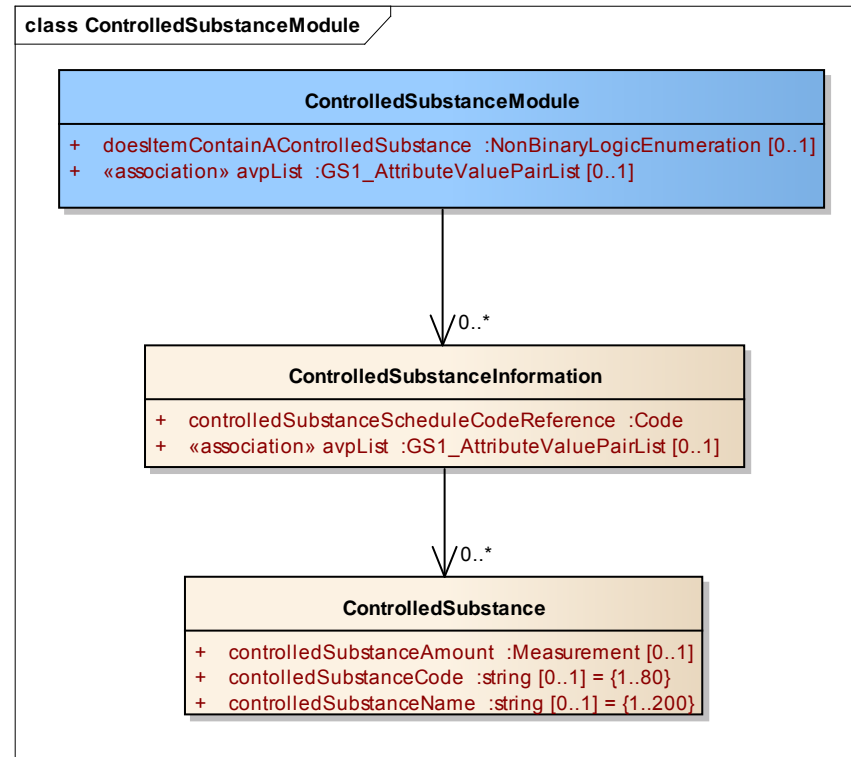 class ControlledSubstanceModule
ControlledSubstanceModule
+ doesItemContainAControlledSubstance :NonBinaryLogicEnumeration [0..1]
+ «association» avpList :GS1_AttributeValuePairList [0..1]
0..*
ControlledSubstanceInformation
+ controlledSubstanceScheduleCodeReference :Code
+ «association» avpList :GS1_AttributeValuePairList [0..1]
0..*
ControlledSubstance
+ controlledSubstanceAmount :Measurement [0..1]
+ contolledSubstanceCode :string [0..1] = {1..80}
+ controlledSubstanceName :string [0..1] = {1..200}